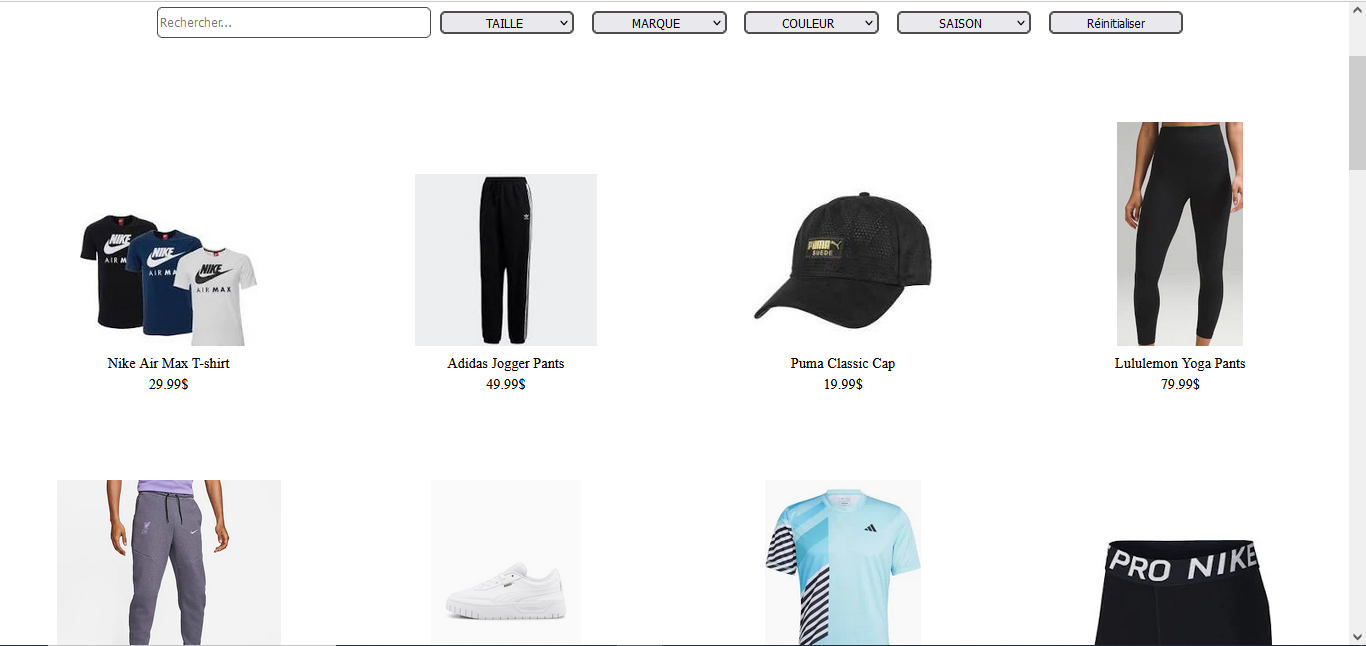 Rechercher...
TAILLE
MARQUE
COULEUR
SAISON
Réinitialiser
NIKE
AIR MA
NIKE
AIR MA
NIKE
AIR MAX
PUMA
SUEDE
Nike Air Max T-shirt
29.99$
Adidas Jogger Pants
49.99$
Puma Classic Cap
19.99$
Lululemon Yoga Pants
79.99$
PRO NIKE